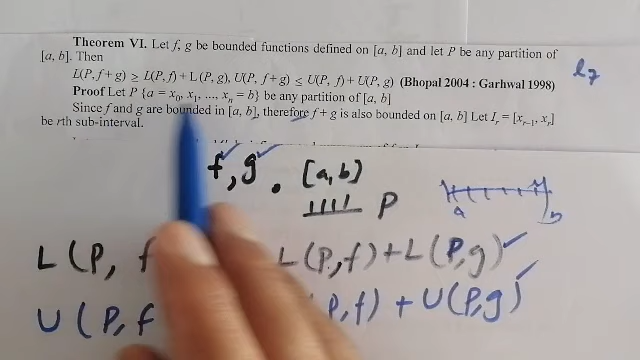 Theorem VI. Let f, g be bounded functions defined on [a, b] and let P be any partition of
[a, b]. Then
L(P, f + g) ≥ L(P, f) + L (P, g), U(P, f + g) ≤ U(P, f) + U(P, g) (Bhopal 2004 : Garhwal 1998)
Proof Let P {a = x₀, x₁, ..., xₙ = b} be any partition of [a, b]
Since f and g are bounded in [a, b], therefore f + g is also bounded on [a, b] Let Iᵣ = [xᵣ₋₁, xᵣ]
be rth sub-interval.
f, g . [a, b]
P
a b
L(P, f L(P,f)+L(P,g)
U(P,f P,f) + U(P,g)